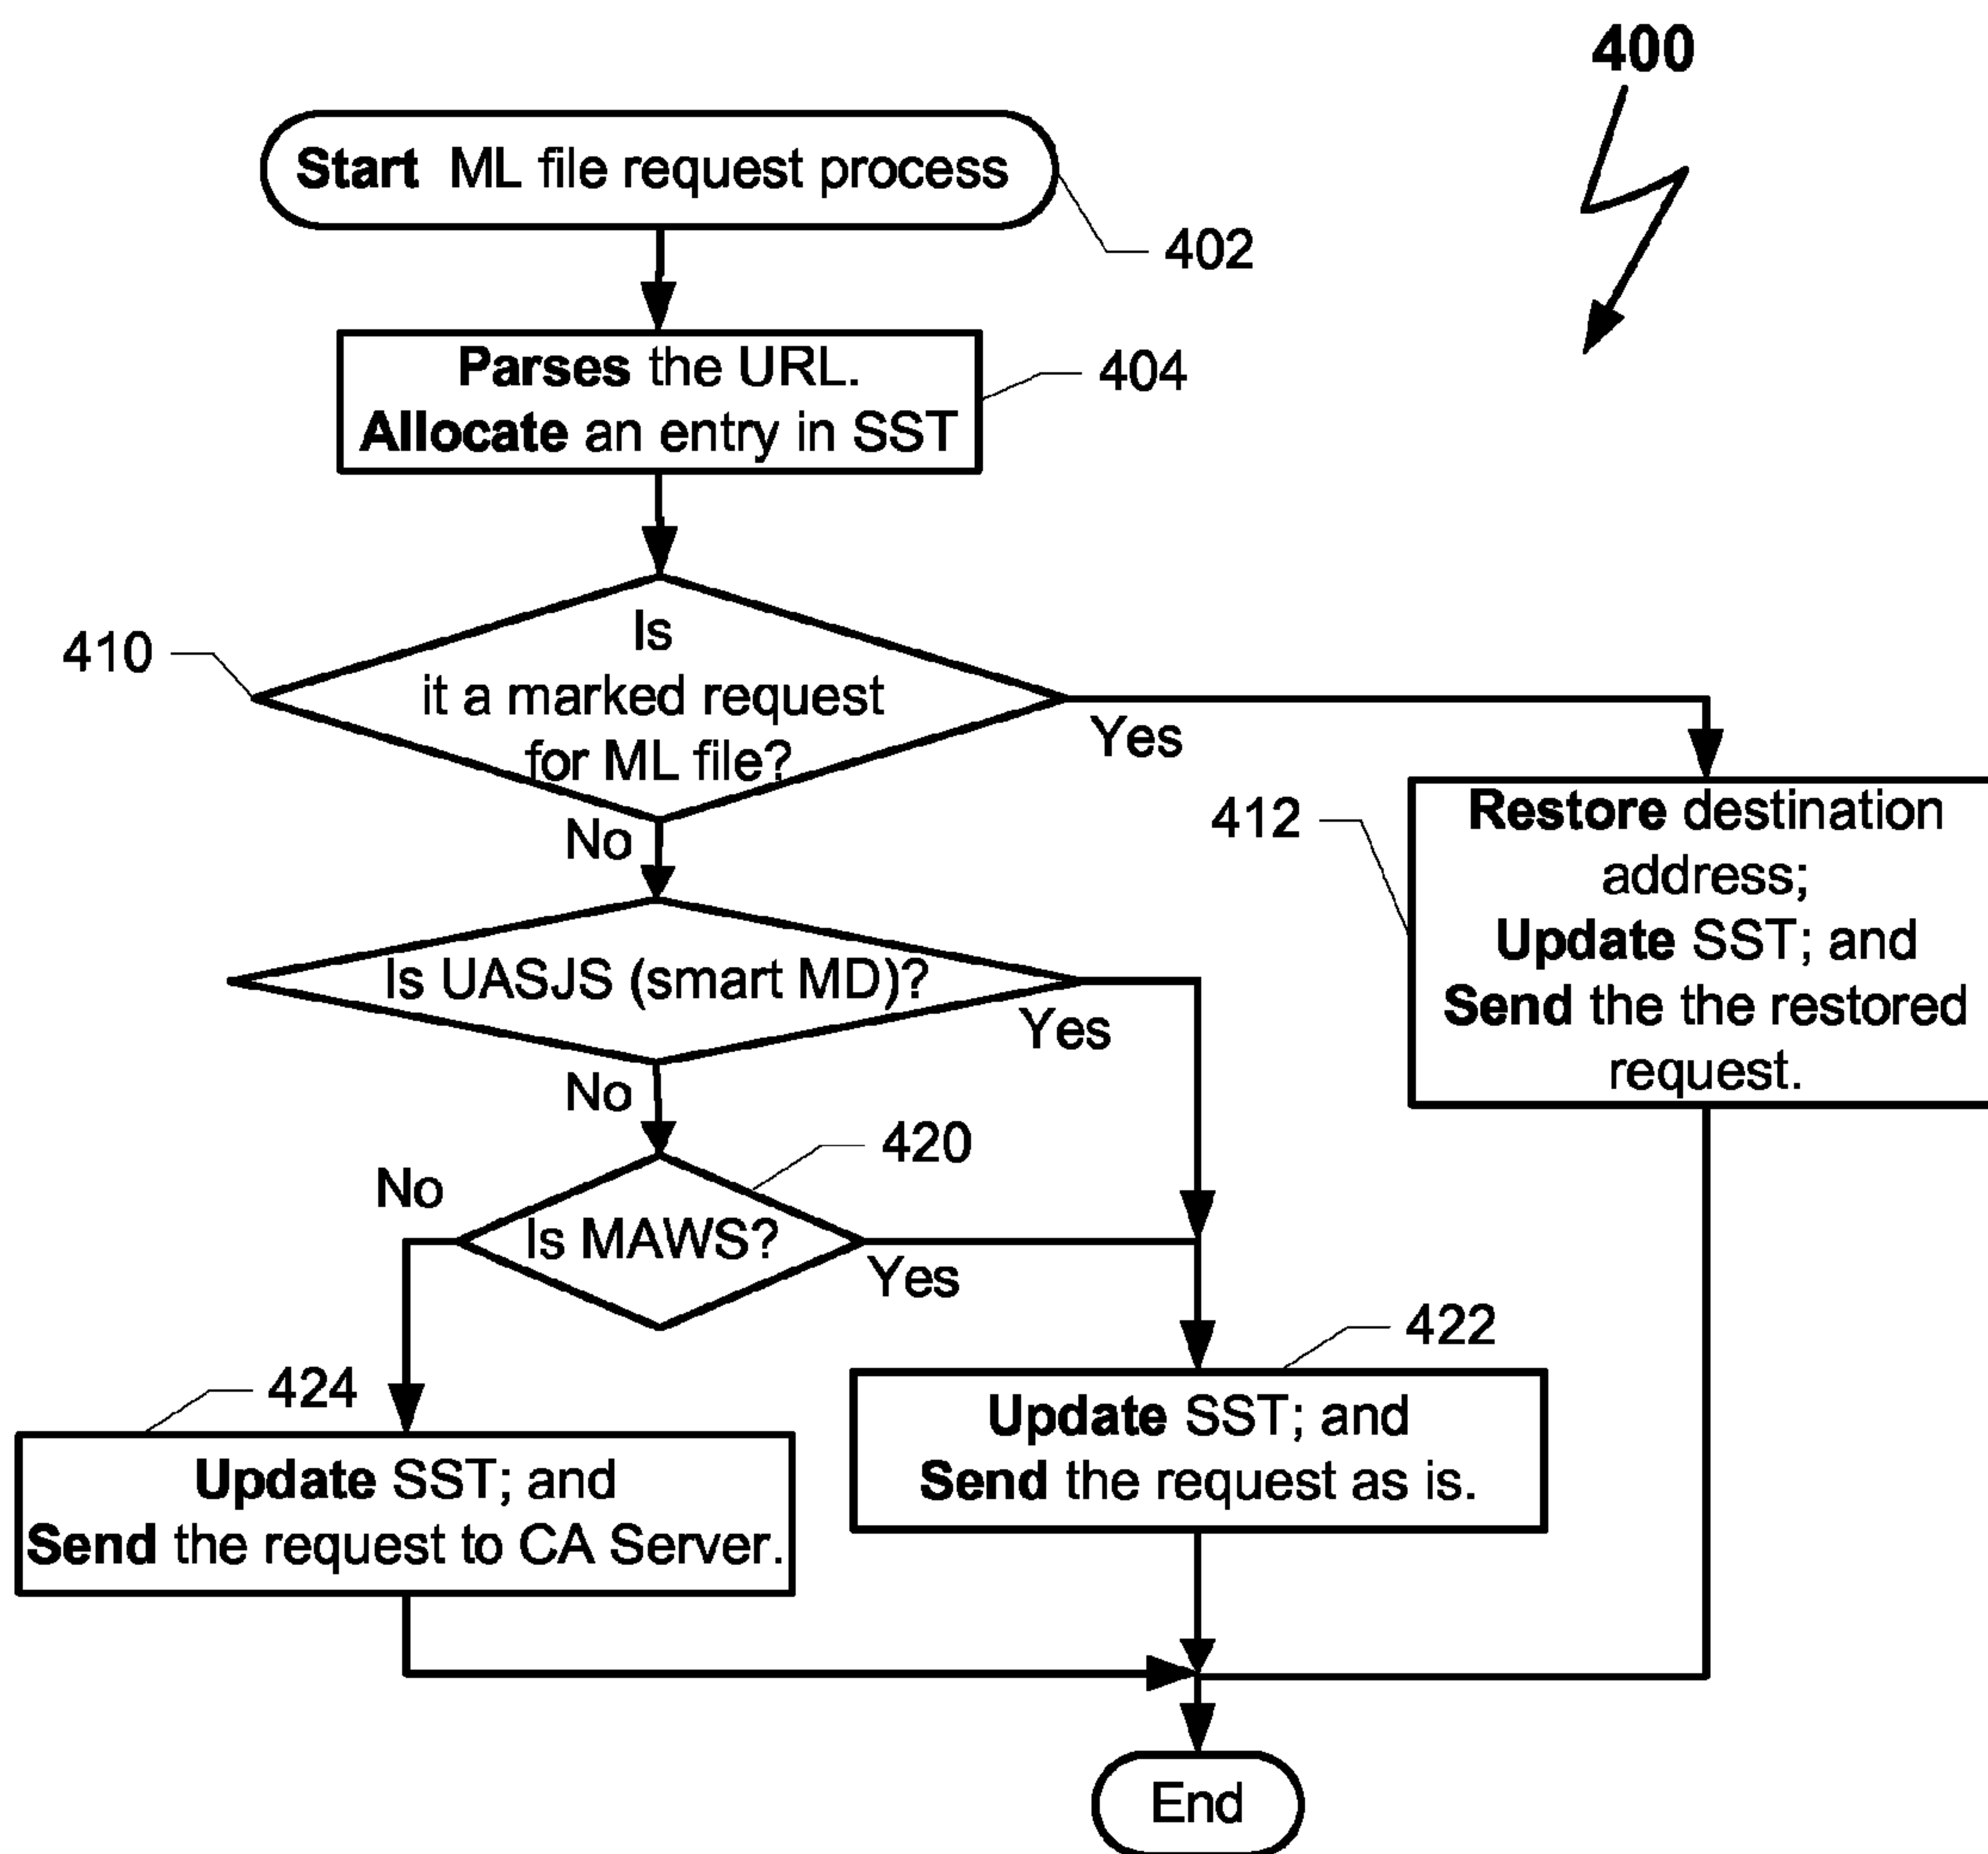 400
Start ML file request process
402
Parses the URL.
Allocate an entry in SST
404
Is
it a marked request
for ML file?
410
Yes
No
412
Restore destination
address;
Update SST; and
Send the the restored
request.
Is UASJS (smart MD)?
Yes
No
420
No
Is MAWS?
Yes
422
424
Update SST; and
Send the request as is.
Update SST; and
Send the request to CA Server.
End